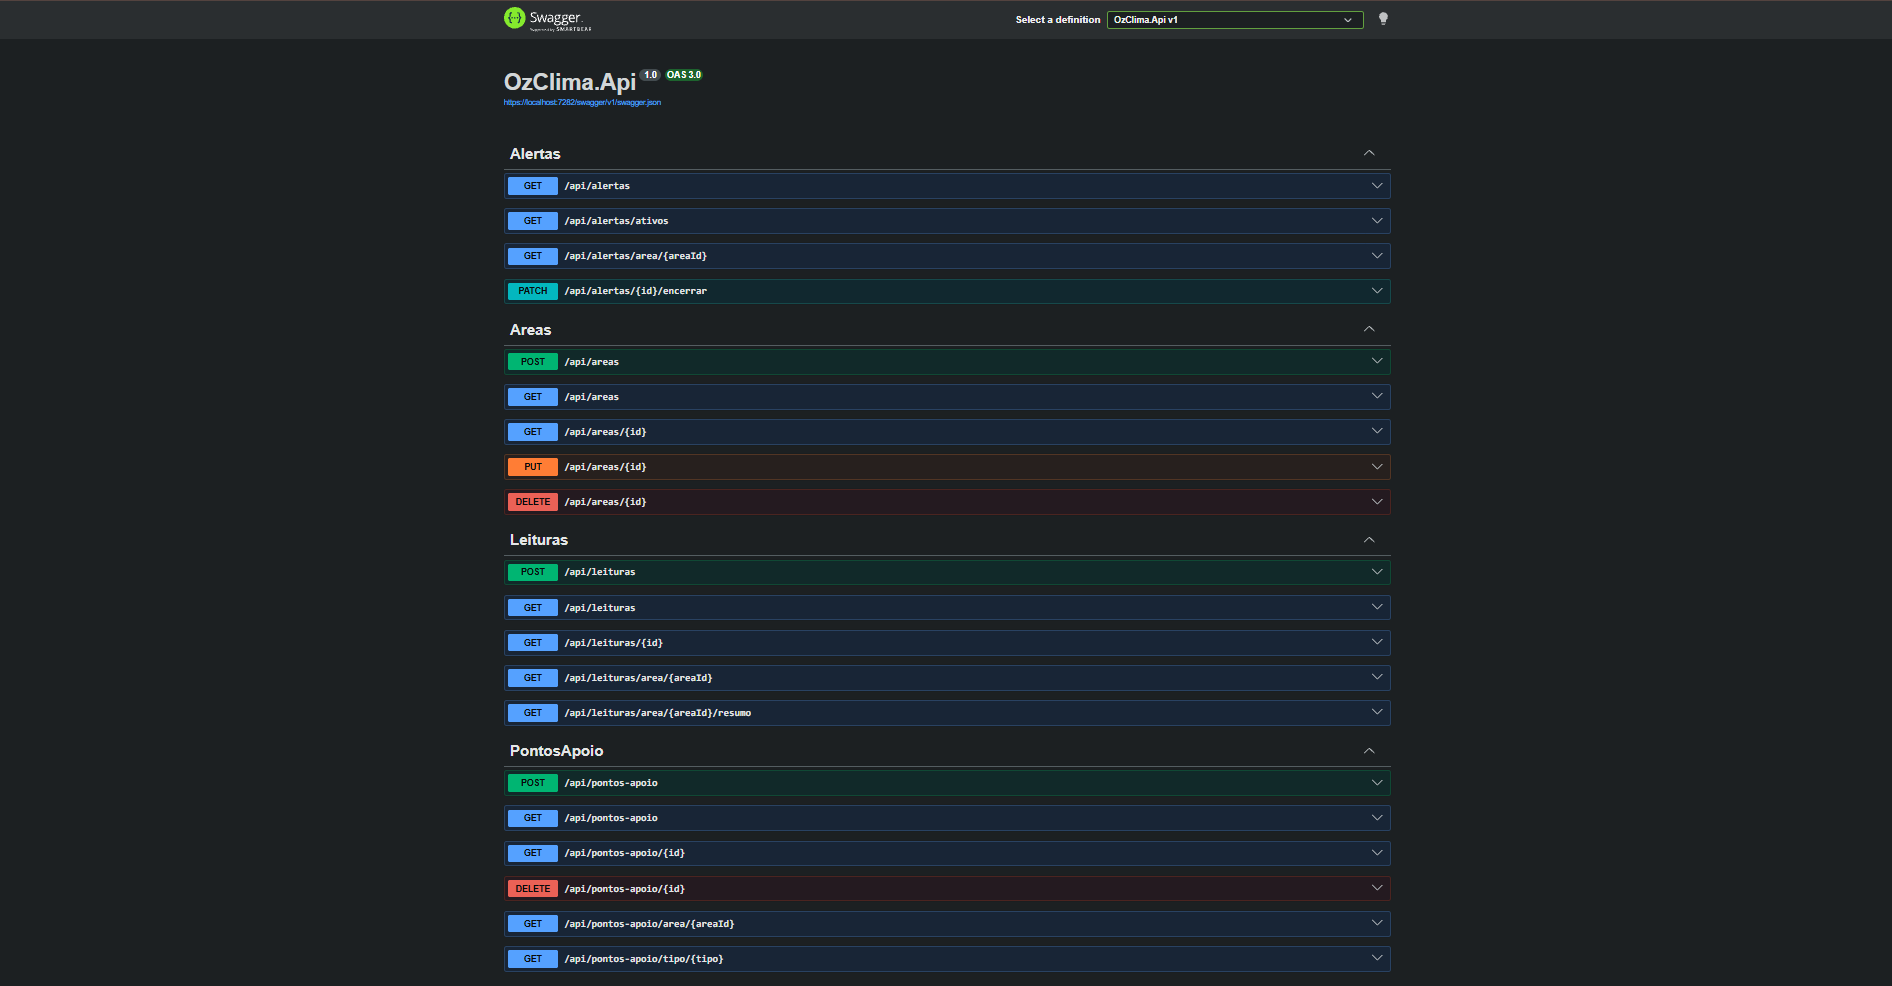 Swagger.
Supported by SMARTBEAR
Select a definition
OzClima.Api v1
OzClima.Api 1.0 OAS 3.0
https://localhost:7282/swagger/v1/swagger.json
Alertas
GET /api/alertas
GET /api/alertas/ativos
GET /api/alertas/area/{areaId}
PATCH /api/alertas/{id}/encerrar
Areas
POST /api/areas
GET /api/areas
GET /api/areas/{id}
PUT /api/areas/{id}
DELETE /api/areas/{id}
Leituras
POST /api/leituras
GET /api/leituras
GET /api/leituras/{id}
GET /api/leituras/area/{areaId}
GET /api/leituras/area/{areaId}/resumo
PontosApoio
POST /api/pontos-apoio
GET /api/pontos-apoio
GET /api/pontos-apoio/{id}
DELETE /api/pontos-apoio/{id}
GET /api/pontos-apoio/area/{areaId}
GET /api/pontos-apoio/tipo/{tipo}